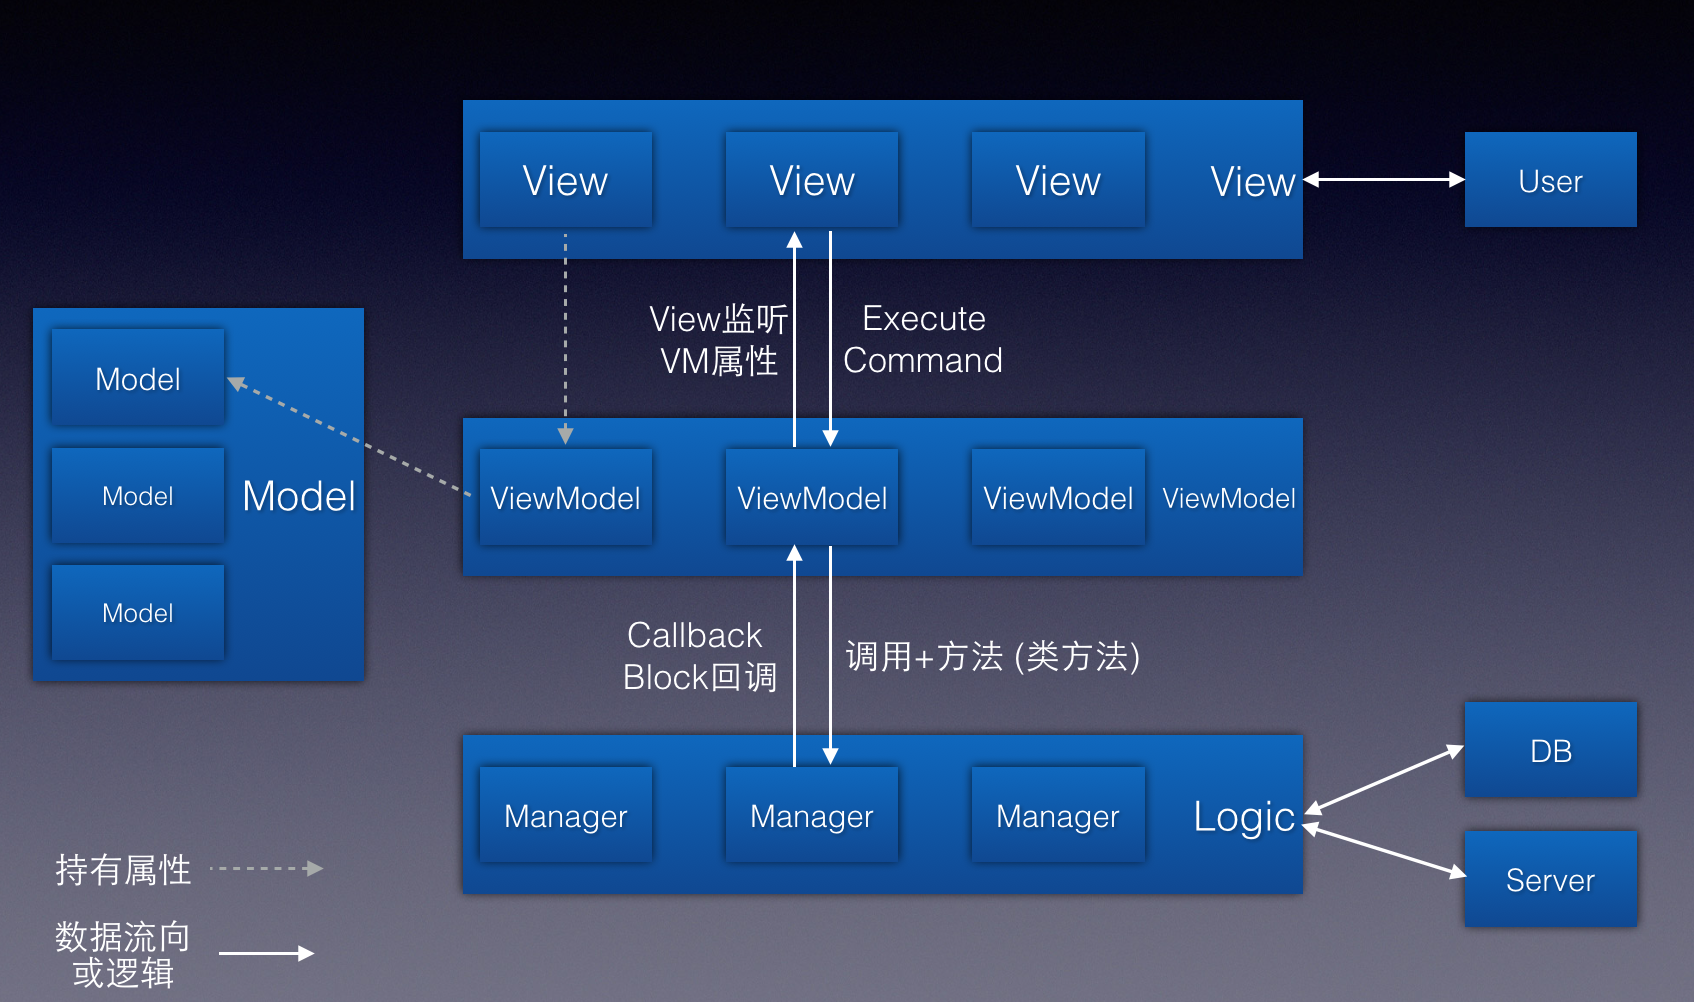 View
View
View
View
User
View监听
VM属性
Execute
Command
Model
Model
Model
Model
ViewModel
ViewModel
ViewModel
ViewModel
Callback
Block回调
调用+方法 (类方法)
Manager
Manager
Manager
Logic
DB
Server
持有属性
数据流向
或逻辑